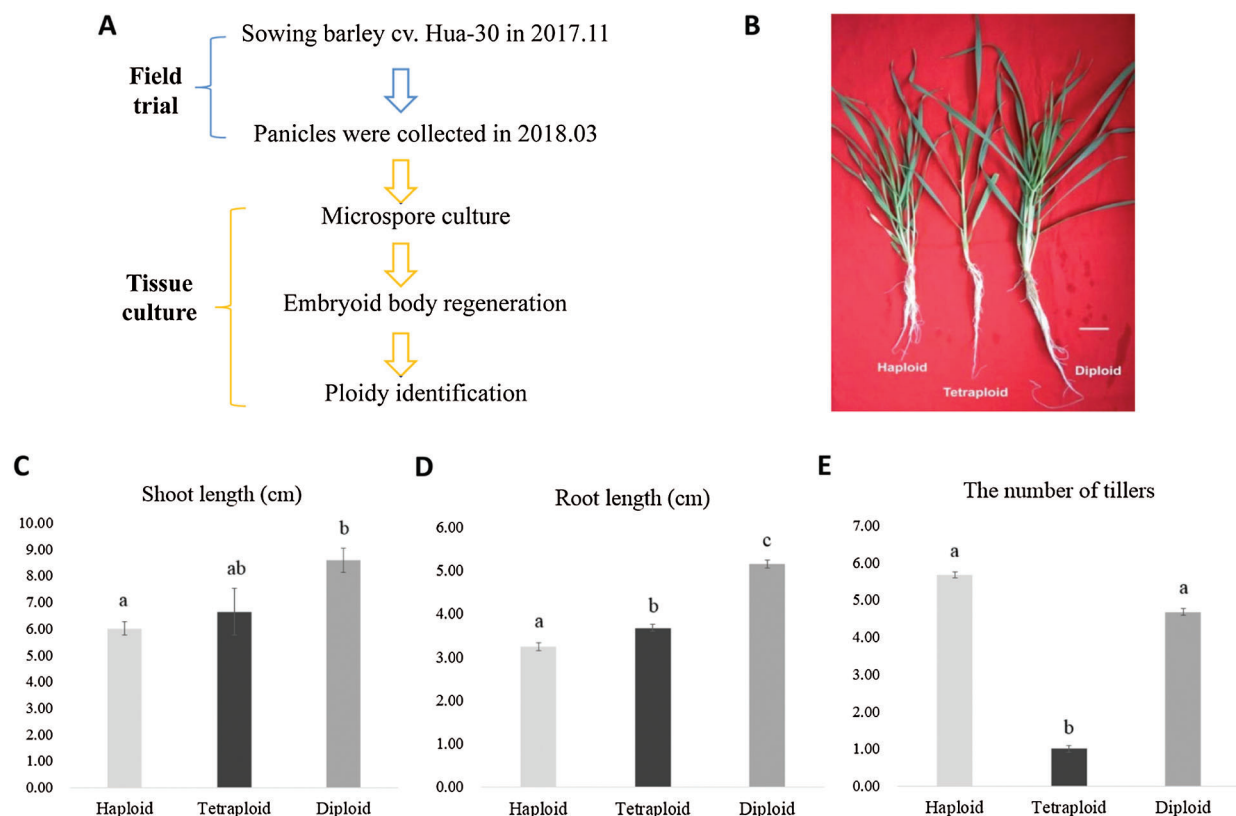 A
Sowing barley cv. Hua-30 in 2017.11
Field
trial
Panicles were collected in 2018.03
Microspore culture
Tissue
culture
Embryoid body regeneration
Ploidy identification
B
Haploid
Tetraploid
Diploid
C
Shoot length (cm)
10.00
9.00
8.00
7.00
6.00
5.00
4.00
3.00
2.00
1.00
0.00
a
ab
b
Haploid
Tetraploid
Diploid
D
Root length (cm)
6.00
5.00
4.00
3.00
2.00
1.00
0.00
a
b
c
Haploid
Tetraploid
Diploid
E
The number of tillers
7.00
6.00
5.00
4.00
3.00
2.00
1.00
0.00
a
b
a
Haploid
Tetraploid
Diploid